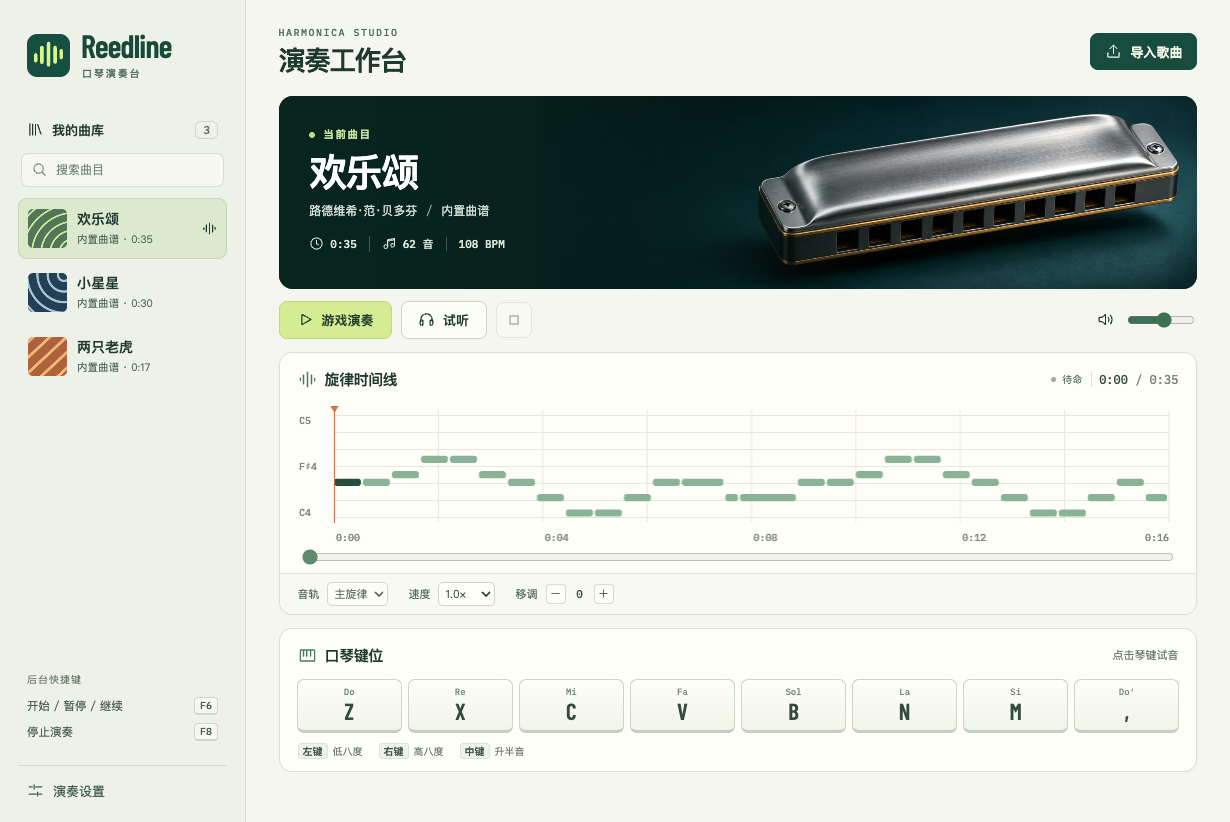 Reedline
口琴演奏台
我的曲库 3
搜索曲目
欢乐颂
内置曲谱 · 0:35
小星星
内置曲谱 · 0:30
两只老虎
内置曲谱 · 0:17
后台快捷键
开始 / 暂停 / 继续 F6
停止演奏 F8
演奏设置
HARMONICA STUDIO
演奏工作台
导入歌曲
当前曲目
欢乐颂
路德维希·范·贝多芬 / 内置曲谱
0:35 62 音 108 BPM
游戏演奏 试听
旋律时间线 待命 0:00 / 0:35
C5
F♯4
C4
0:00 0:04 0:08 0:12 0:16
音轨 主旋律 速度 1.0× 移调 − 0 +
口琴键位 点击琴键试音
Do Re Mi Fa Sol La Si Do′
Z X C V B N M ,
左键 低八度 右键 高八度 中键 升半音